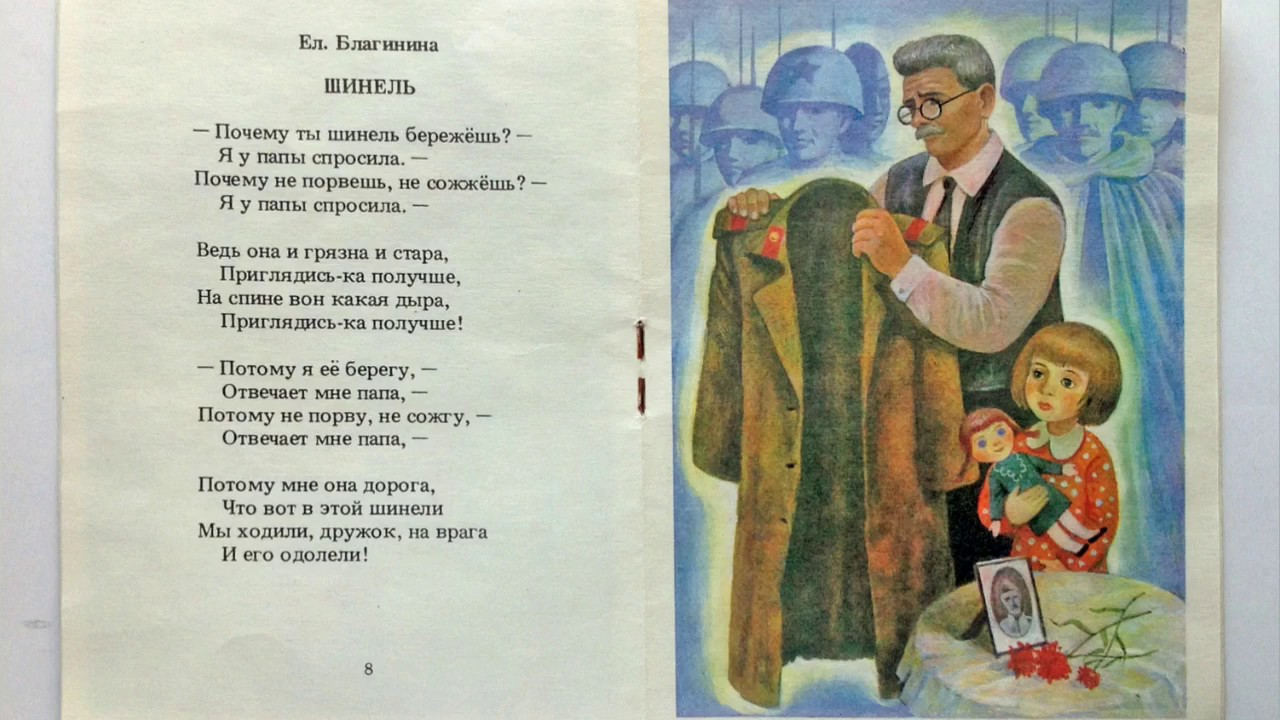 Ел. Благинина
ШИНЕЛЬ
— Почему ты шинель бережёшь? —
Я у папы спросила. —
Почему не порвешь, не сожжёшь? —
Я у папы спросила. —
Ведь она и грязна и стара,
Приглядись-ка получше,
На спине вон какая дыра,
Приглядись-ка получше!
— Потому я её берегу, —
Отвечает мне папа, —
Потому не порву, не сожгу, —
Отвечает мне папа, —
Потому мне она дорога,
Что вот в этой шинели
Мы ходили, дружок, на врага
И его одолели!
8